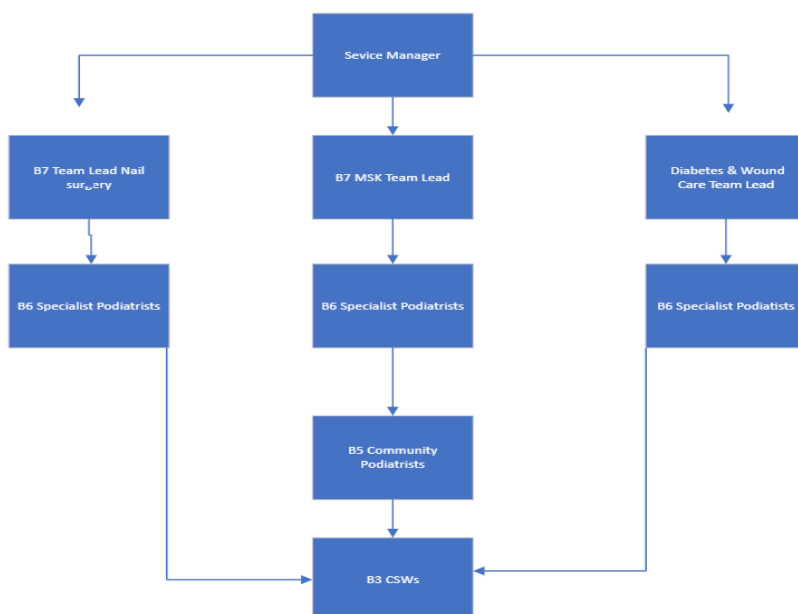 Sevice Manager
B7 Team Lead Nail
surgery
B7 MSK Team Lead
Diabetes & Wound
Care Team Lead
B6 Specialist Podiatrists
B6 Specialist Podiatrists
B6 Specialist Podiatists
B5 Community
Podiatrists
B3 CSWs